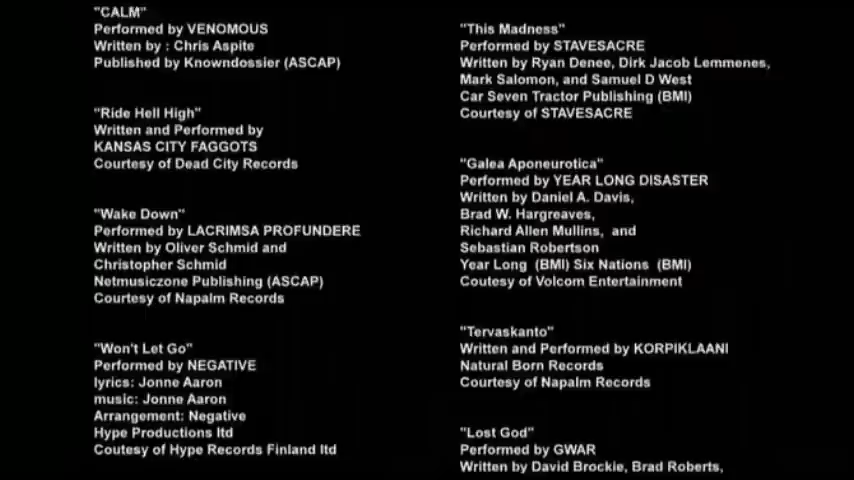 "CALM"
Performed by VENOMOUS
Written by : Chris Aspite
Published by Knowndossier (ASCAP)
"Ride Hell High"
Written and Performed by
KANSAS CITY FAGGOTS
Courtesy of Dead City Records
"Wake Down"
Performed by LACRIMSA PROFUNDERE
Written by Oliver Schmid and
Christopher Schmid
Netmusiczone Publishing (ASCAP)
Courtesy of Napalm Records
"Won't Let Go"
Performed by NEGATIVE
lyrics: Jonne Aaron
music: Jonne Aaron
Arrangement: Negative
Hype Productions ltd
Coutesy of Hype Records Finland ltd
"This Madness"
Performed by STAVESACRE
Written by Ryan Denee, Dirk Jacob Lemmenes,
Mark Salomon, and Samuel D West
Car Seven Tractor Publishing (BMI)
Courtesy of STAVESACRE
"Galea Aponeurotica"
Performed by YEAR LONG DISASTER
Written by Daniel A. Davis,
Brad W. Hargreaves,
Richard Allen Mullins, and
Sebastian Robertson
Year Long (BMI) Six Nations (BMI)
Coutesy of Volcom Entertainment
"Tervaskanto"
Written and Performed by KORPIKLAANI
Natural Born Records
Courtesy of Napalm Records
"Lost God"
Performed by GWAR
Written by David Brockie, Brad Roberts,